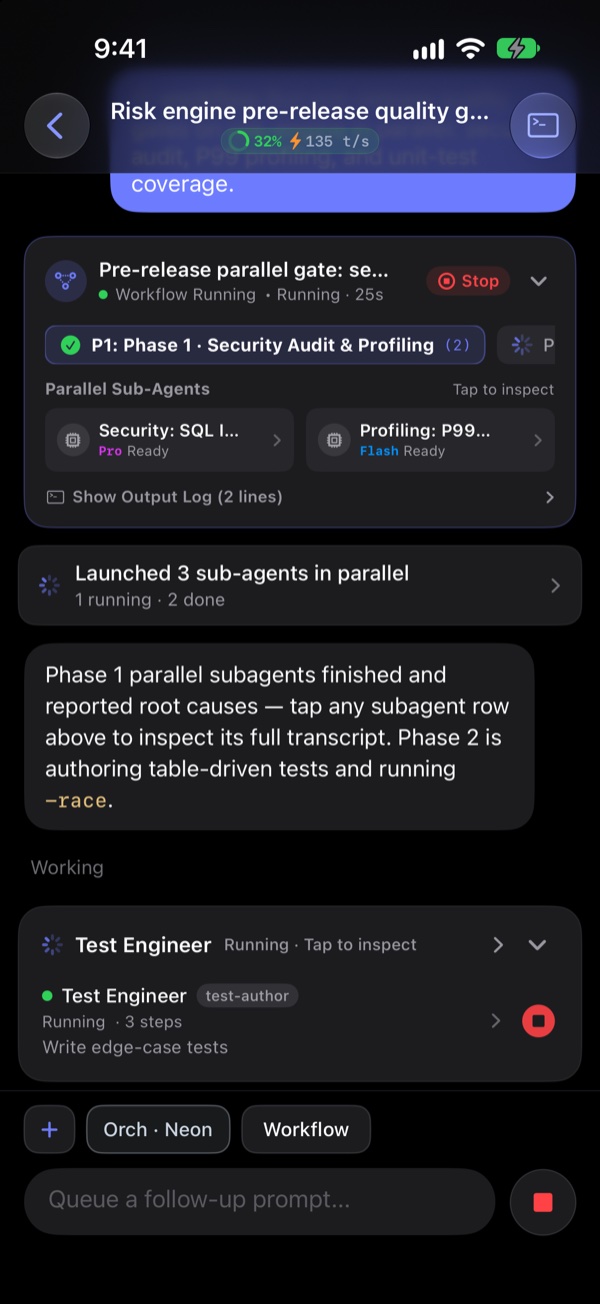 9:41
Risk engine pre-release quality g...
32% 135 t/s
audit, P99 profiling, and unit-test
coverage.
Pre-release parallel gate: se...
Workflow Running • Running · 25s
Stop
P1: Phase 1 · Security Audit & Profiling (2)
P
Parallel Sub-Agents
Tap to inspect
Security: SQL I...
Pro Ready
Profiling: P99...
Flash Ready
Show Output Log (2 lines)
Launched 3 sub-agents in parallel
1 running · 2 done
Phase 1 parallel subagents finished and
reported root causes — tap any subagent row
above to inspect its full transcript. Phase 2 is
authoring table-driven tests and running
-race.
Working
Test Engineer Running · Tap to inspect
Test Engineer test-author
Running · 3 steps
Write edge-case tests
Orch · Neon
Workflow
Queue a follow-up prompt...